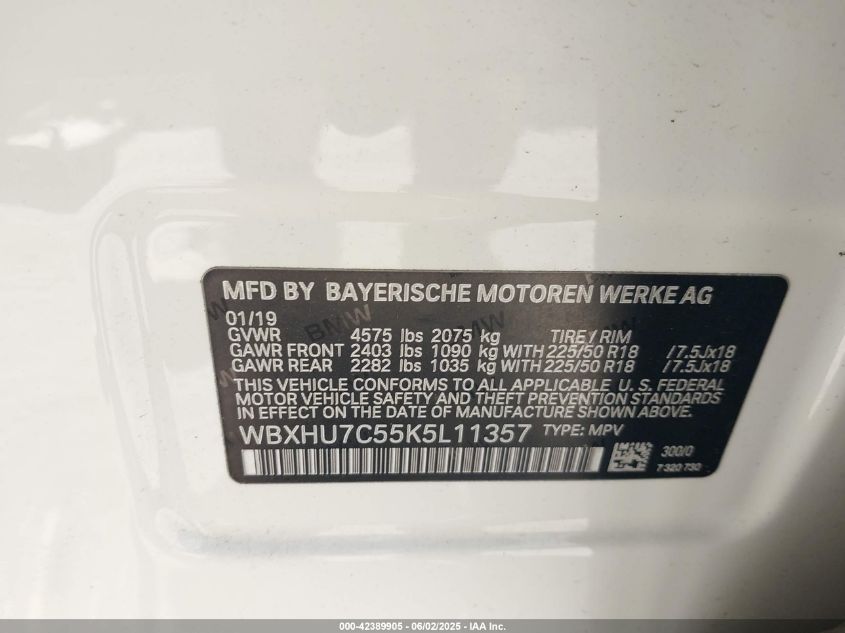 MFD BY BAYERISCHE MOTOREN WERKE AG
01/19
GVWR 4575 lbs 2075 kg TIRE / RIM
GAWR FRONT 2403 lbs 1090 kg WITH 225/50 R18 /7.5Jx18
GAWR REAR 2282 lbs 1035 kg WITH 225/50 R18 /7.5Jx18
THIS VEHICLE CONFORMS TO ALL APPLICABLE U. S. FEDERAL
MOTOR VEHICLE SAFETY AND THEFT PREVENTION STANDARDS
IN EFFECT ON THE DATE OF MANUFACTURE SHOWN ABOVE.
WBXHU7C55K5L11357 TYPE: MPV
300/0
7 320 730
000-42389905 - 06/02/2025 - IAA Inc.